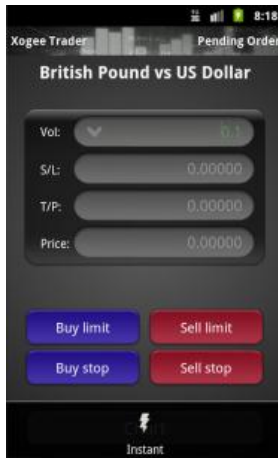 8:18
Xogee Trader Pending Order
British Pound vs US Dollar
Vol: 0.1
S/L: 0.00000
T/P: 0.00000
Price: 0.00000
Buy limit Sell limit
Buy stop Sell stop
Instant